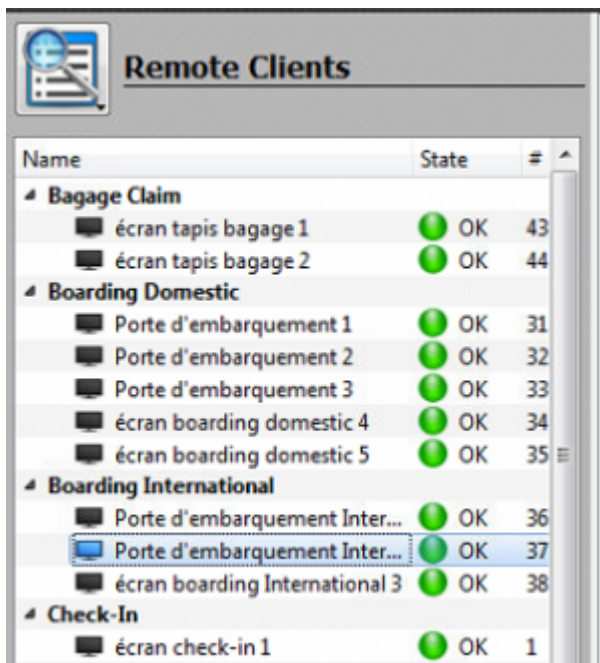 Remote Clients
Name State #
Bagage Claim
écran tapis bagage 1 OK 43
écran tapis bagage 2 OK 44
Boarding Domestic
Porte d'embarquement 1 OK 31
Porte d'embarquement 2 OK 32
Porte d'embarquement 3 OK 33
écran boarding domestic 4 OK 34
écran boarding domestic 5 OK 35
Boarding International
Porte d'embarquement Inter... OK 36
Porte d'embarquement Inter... OK 37
écran boarding International 3 OK 38
Check-In
écran check-in 1 OK 1